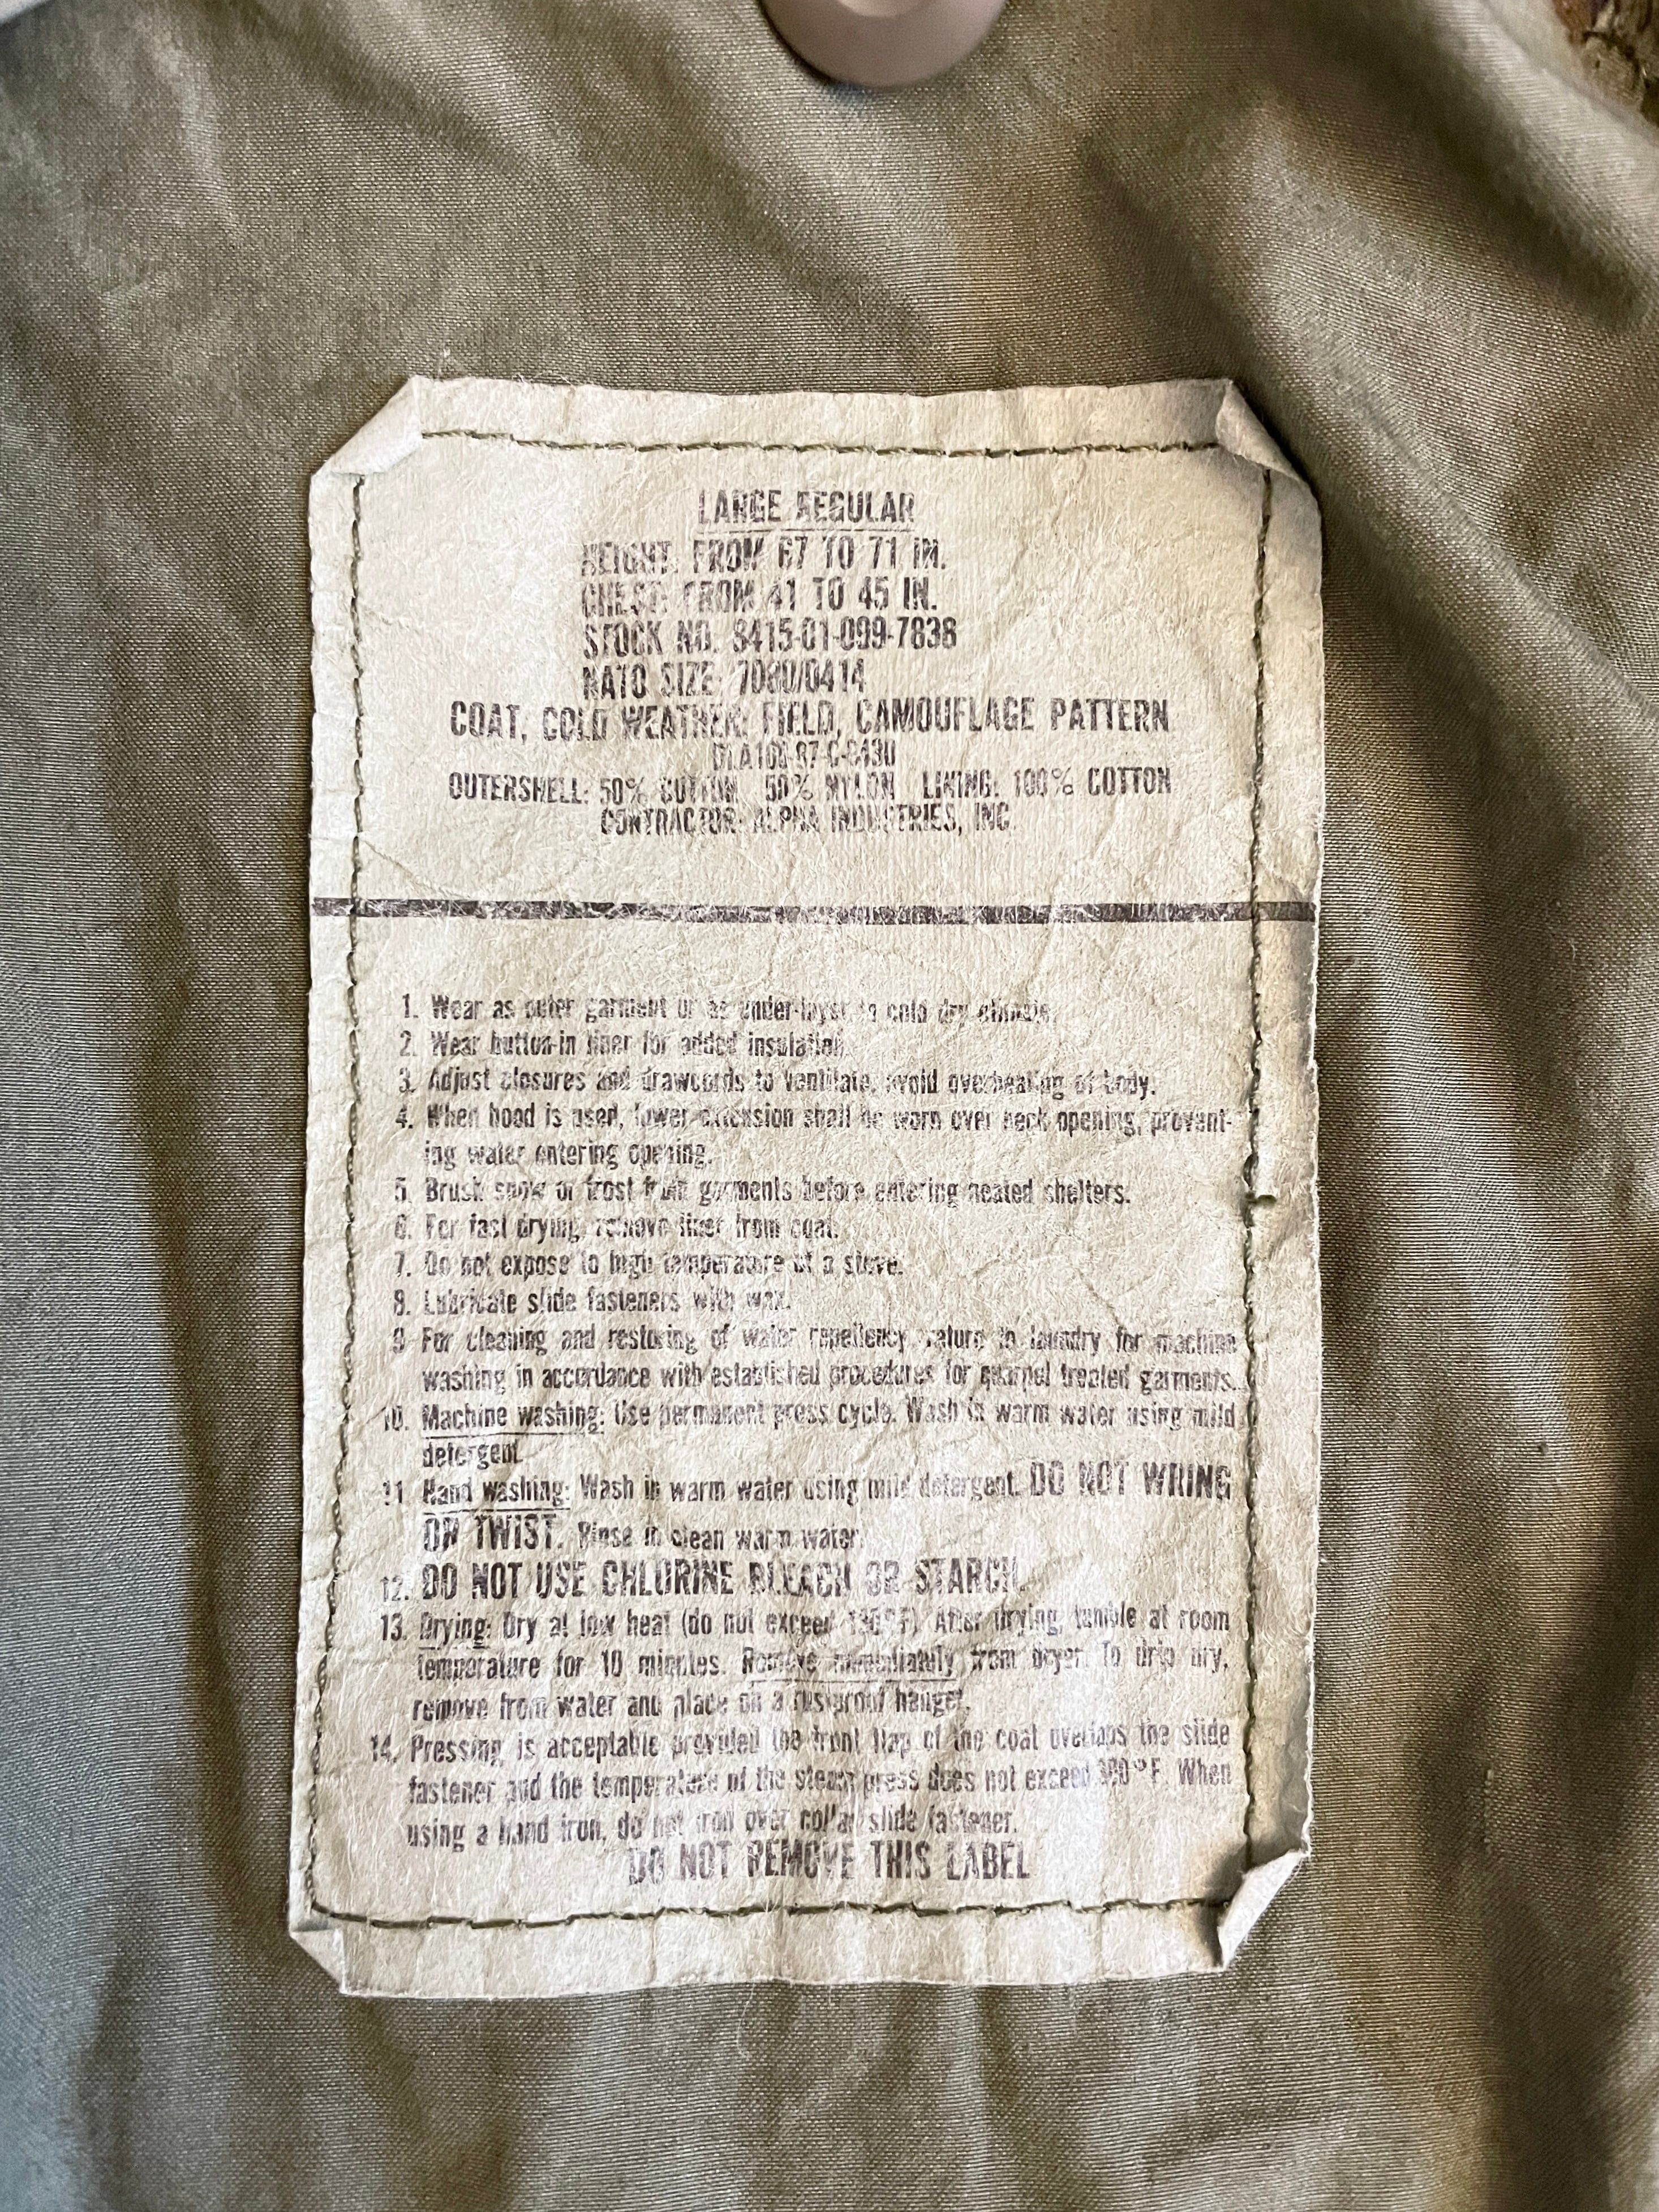 LARGE REGULAR
HEIGHT: FROM 67 TO 71 IN.
CHEST: FROM 41 TO 45 IN.
STOCK NO. 8415-01-099-7838
NATO SIZE: 7080/0414
COAT, COLD WEATHER, FIELD, CAMOUFLAGE PATTERN
OUTERSHELL: 50% COTTON 50% NYLON LINING: 100% COTTON
CONTRACTOR: ALPHA INDUSTRIES, INC.
1. Wear as outer garment or as under-layer in cold dry climate.
2. Wear button-in liner for added insulation.
3. Adjust closures and drawcords to ventilate, avoid overheating of body.
4. When hood is used, lower extension shall be worn over neck opening, prevent-
ing water entering opening.
5. Brush snow or frost from garments before entering heated shelters.
6. For fast drying, remove liner from coat.
7. Do not expose to high temperature of a stove.
8. Lubricate slide fasteners with wax.
9 For cleaning and restoring of water repellency, return to laundry for machine
washing in accordance with established procedures for quarpel treated garments.
10. Machine washing: Use permanent press cycle. Wash in warm water using mild
detergent.
11 Hand washing: Wash in warm water using mild detergent. DO NOT WRING
OR TWIST. Rinse in clean warm water.
12. DO NOT USE CHLORINE BLEACH OR STARCH.
13. Drying: Dry at low heat (do not exceed 130°F) After drying, tumble at room
temperature for 10 minutes. Remove immediately from dryer. To drip dry,
remove from water and place on a rustproof hanger.
14. Pressing is acceptable provided the front flap of the coat overlaps the slide
fastener and the temperature of the steam press does not exceed 300°F. When
using a hand iron, do not iron over collar slide fastener.
DO NOT REMOVE THIS LABEL